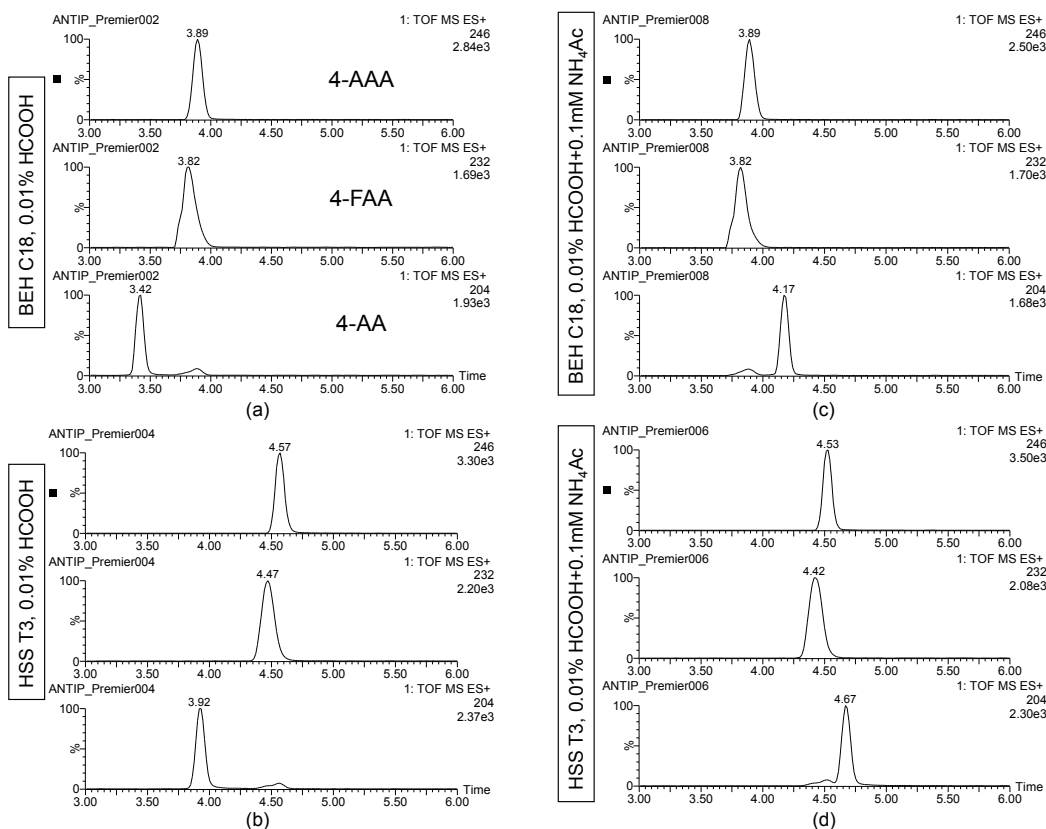 BEH C18, 0.01% HCOOH
ANTIP_Premier002
1: TOF MS ES+
246
2.84e3
3.89
100
%
0
4-AAA
3.00 3.50 4.00 4.50 5.00 5.50 6.00
ANTIP_Premier002
1: TOF MS ES+
232
1.69e3
3.82
100
%
0
4-FAA
3.00 3.50 4.00 4.50 5.00 5.50 6.00
ANTIP_Premier002
1: TOF MS ES+
204
1.93e3
3.42
100
%
0
4-AA
3.00 3.50 4.00 4.50 5.00 5.50 6.00
Time
(a)
BEH C18, 0.01% HCOOH+0.1mM NH₄Ac
ANTIP_Premier008
1: TOF MS ES+
246
2.50e3
3.89
100
%
0
3.00 3.50 4.00 4.50 5.00 5.50 6.00
ANTIP_Premier008
1: TOF MS ES+
232
1.70e3
3.82
100
%
0
3.00 3.50 4.00 4.50 5.00 5.50 6.00
ANTIP_Premier008
1: TOF MS ES+
204
1.68e3
4.17
100
%
0
3.00 3.50 4.00 4.50 5.00 5.50 6.00
Time
(c)
HSS T3, 0.01% HCOOH
ANTIP_Premier004
1: TOF MS ES+
246
3.30e3
4.57
100
%
0
3.00 3.50 4.00 4.50 5.00 5.50 6.00
ANTIP_Premier004
1: TOF MS ES+
232
2.20e3
4.47
100
%
0
3.00 3.50 4.00 4.50 5.00 5.50 6.00
ANTIP_Premier004
1: TOF MS ES+
204
2.37e3
3.92
100
%
0
3.00 3.50 4.00 4.50 5.00 5.50 6.00
Time
(b)
HSS T3, 0.01% HCOOH+0.1mM NH₄Ac
ANTIP_Premier006
1: TOF MS ES+
246
3.50e3
4.53
100
%
0
3.00 3.50 4.00 4.50 5.00 5.50 6.00
ANTIP_Premier006
1: TOF MS ES+
232
2.08e3
4.42
100
%
0
3.00 3.50 4.00 4.50 5.00 5.50 6.00
ANTIP_Premier006
1: TOF MS ES+
204
2.30e3
4.67
100
%
0
3.00 3.50 4.00 4.50 5.00 5.50 6.00
Time
(d)